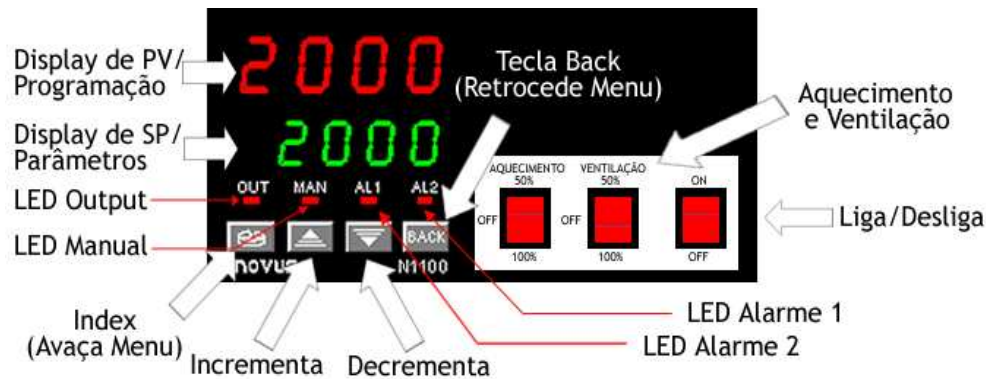 Display de PV/
Programação
2000
Tecla Back
(Retrocede Menu)
Aquecimento
e Ventilação
Display de SP/
Parâmetros
2000
OUT MAN AL1 AL2
LED Output
LED Manual
BACK
novus N1100
AQUECIMENTO
50%
OFF
100%
VENTILAÇÃO
50%
OFF
100%
ON
OFF
Liga/Desliga
LED Alarme 1
LED Alarme 2
Index
(Avaça Menu)
Incrementa
Decrementa